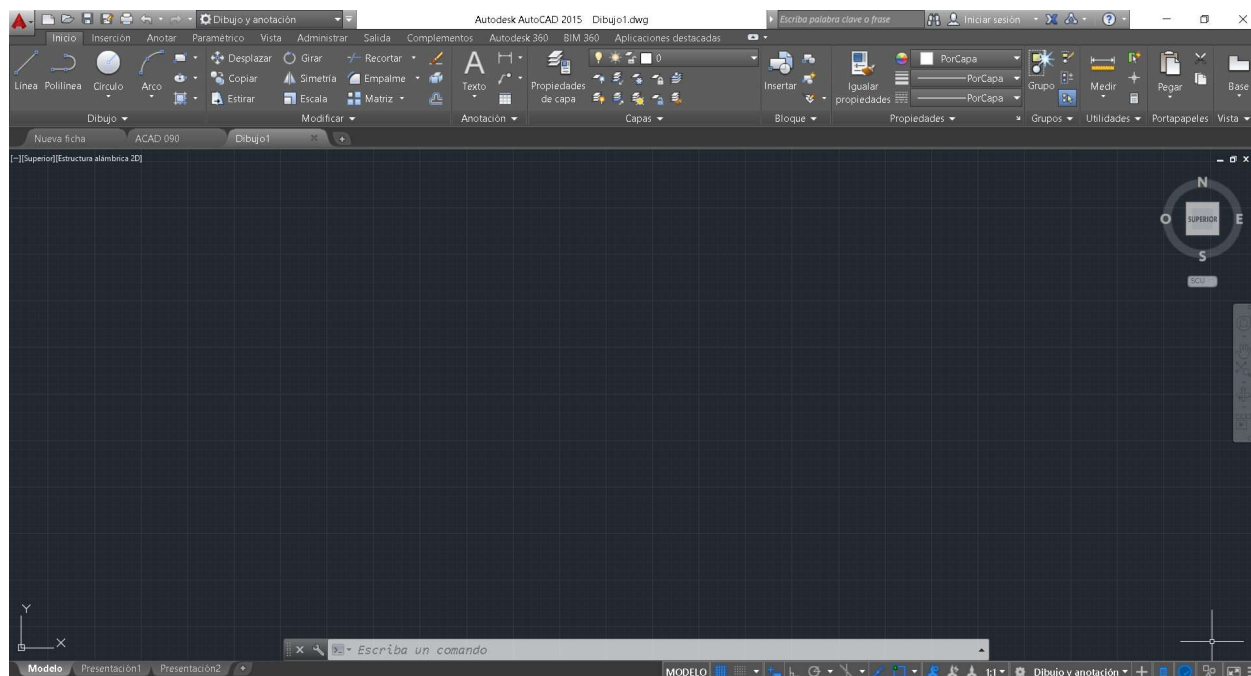 Dibujo y anotación Autodesk AutoCAD 2015 Dibujo1.dwg Escriba palabra clave o frase Iniciar sesión
Inicio Inserción Anotar Paramétrico Vista Administrar Salida Complementos Autodesk 360 BIM 360 Aplicaciones destacadas
Línea Polilínea Círculo Arco
Desplazar Girar Recortar
Copiar Simetría Empalme
Estirar Escala Matriz
Texto
Propiedades de capa
0
Insertar
Igualar propiedades
PorCapa
PorCapa
PorCapa
Grupo
Medir
Pegar
Base
Dibujo Modificar Anotación Capas Bloque Propiedades Grupos Utilidades Portapapeles Vista
Nueva ficha ACAD 090 Dibujo1
[−][Superior][Estructura alámbrica 2D]
N
O SUPERIOR E
S
SCU
Y
X
Escriba un comando
Modelo Presentación1 Presentación2 + MODELO 1:1 Dibujo y anotación